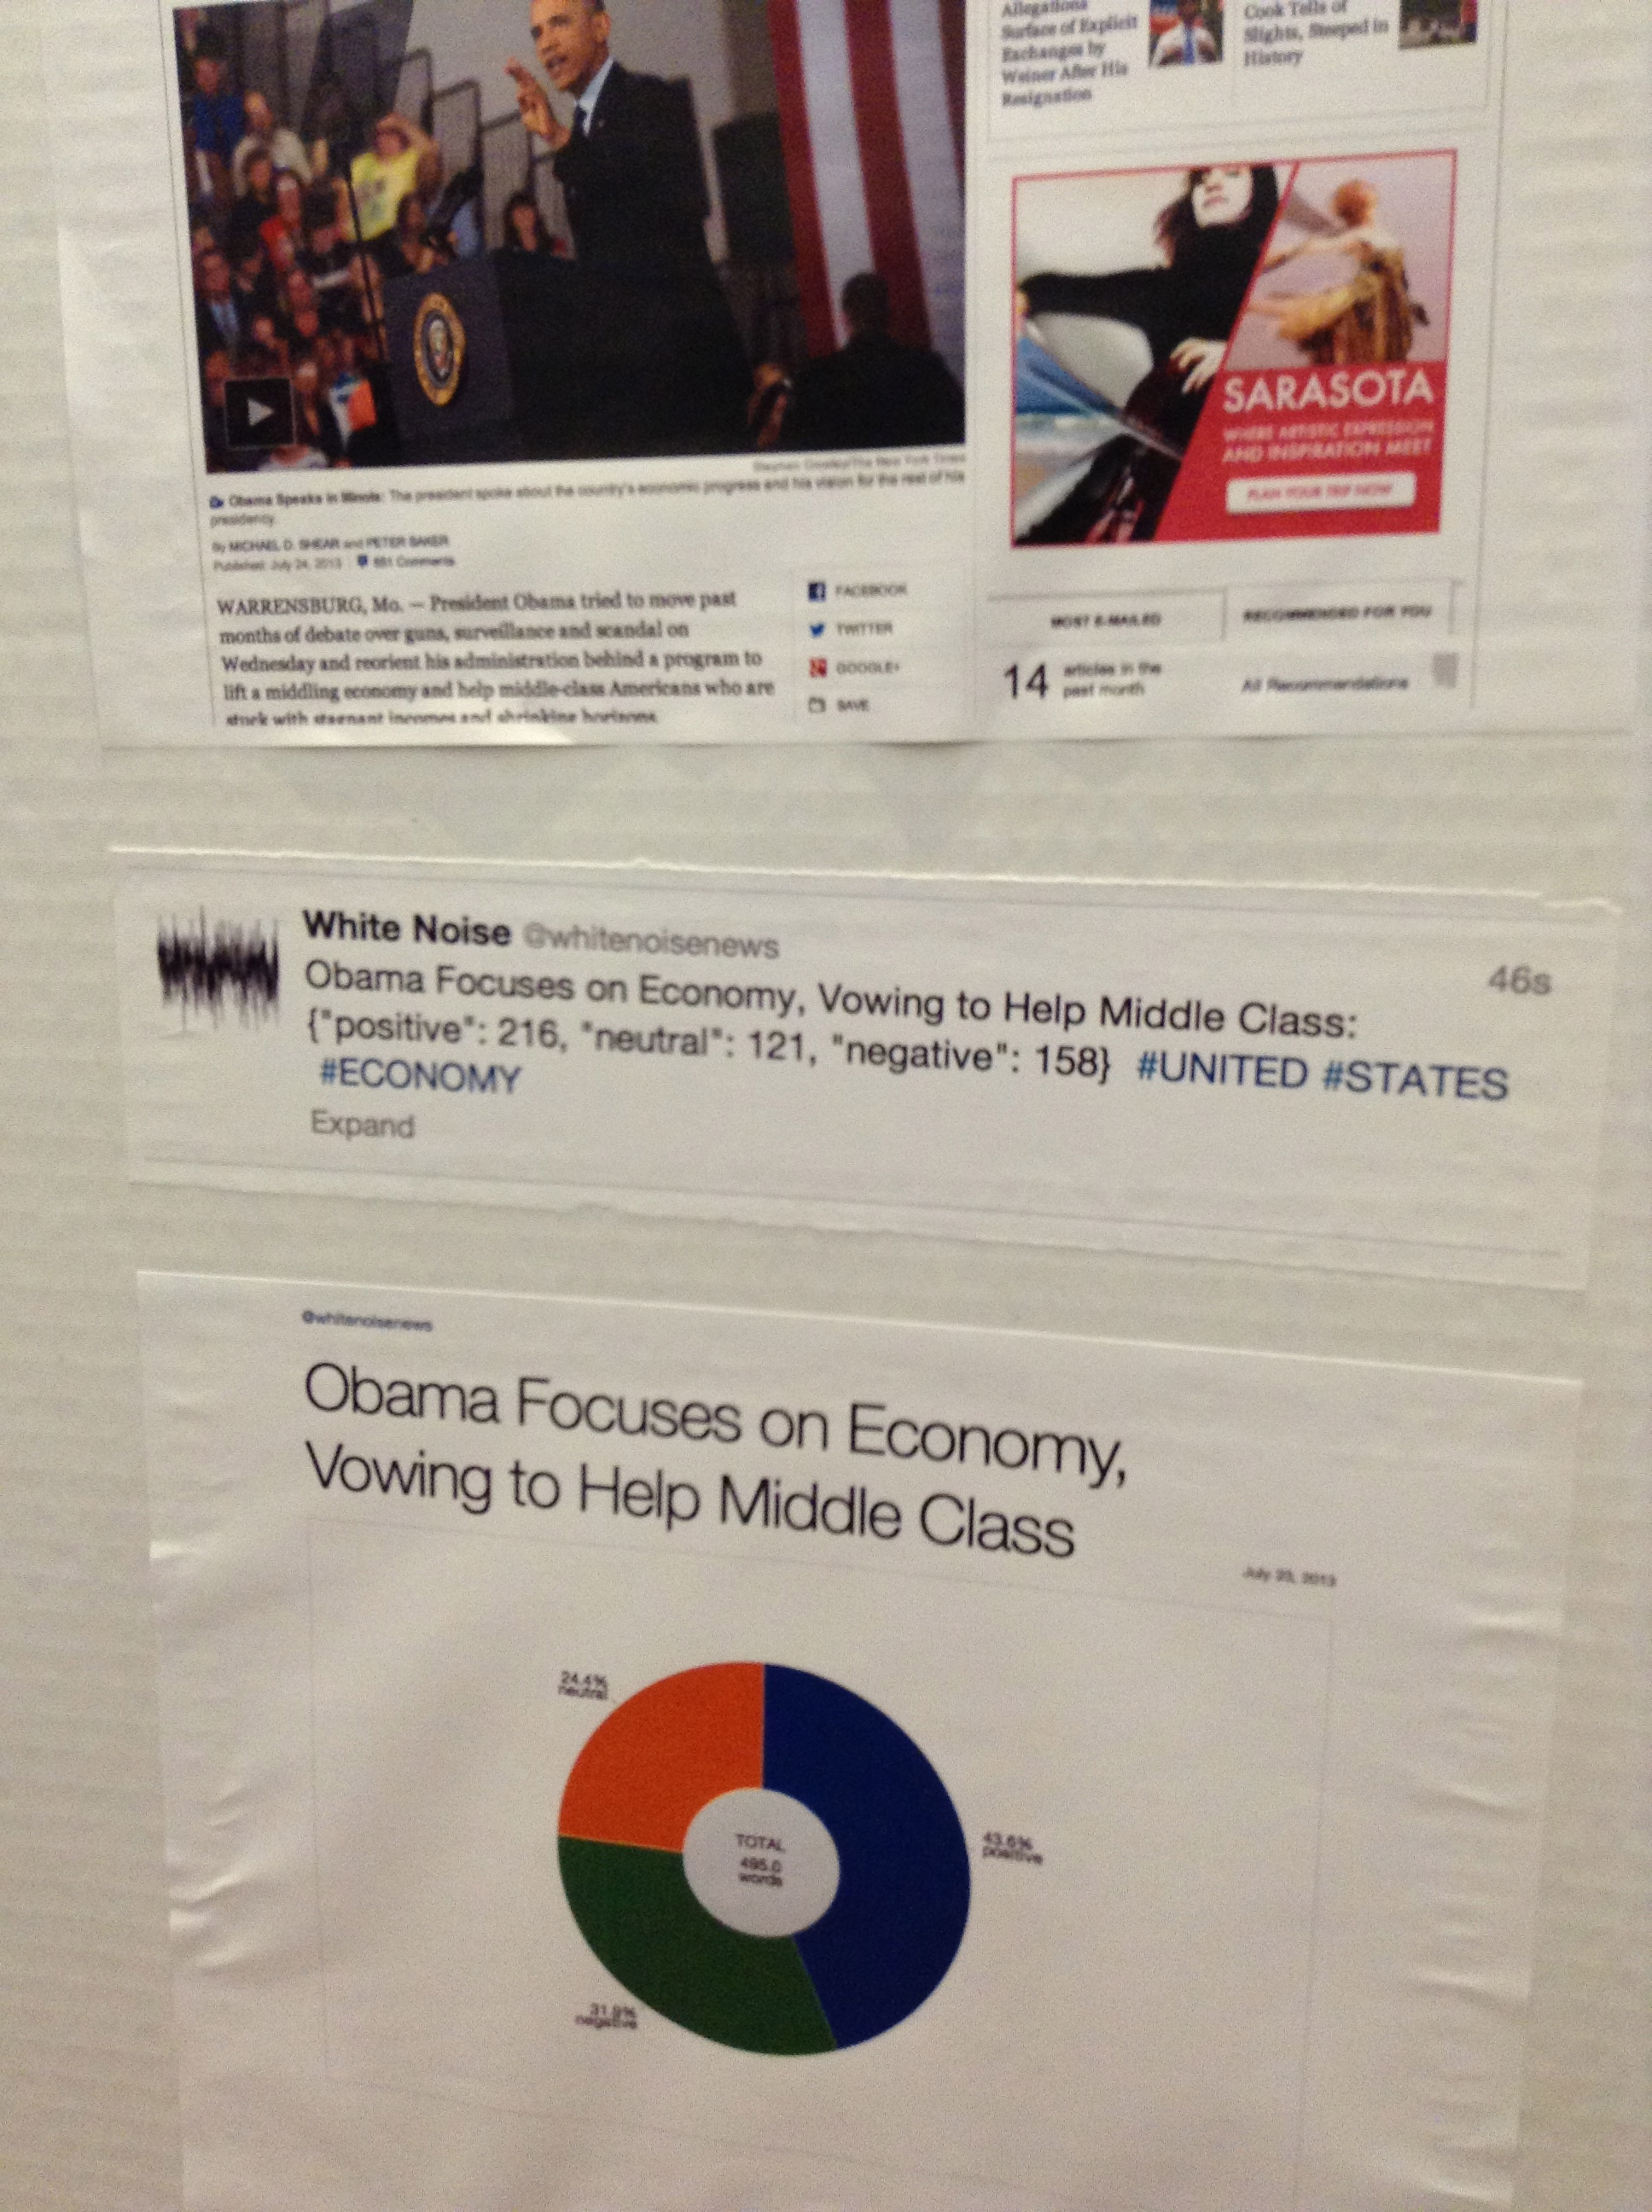 Allegations
Surface of Explicit
Exchanges by
Weiner After His
Resignation
Cook Tells of
Slights, Steeped in
History
SARASOTA
WHERE ARTISTIC EXPRESSION
AND INSPIRATION MEET
PLAN YOUR TRIP NOW
The New York Times
Obama Speaks in Illinois: The president spoke about the country's economic progress and his vision for the rest of his
presidency.
By MICHAEL D. SHEAR and PETER BAKER
Published: July 24, 2013 651 Comments
WARRENSBURG, Mo. — President Obama tried to move past
months of debate over guns, surveillance and scandal on
Wednesday and reorient his administration behind a program to
lift a middling economy and help middle-class Americans who are
stuck with stagnant incomes and shrinking horizons.
FACEBOOK
TWITTER
GOOGLE+
SAVE
MOST E-MAILED
RECOMMENDED FOR YOU
14 articles in the
past month
All Recommendations
White Noise @whitenoisenews
46s
Obama Focuses on Economy, Vowing to Help Middle Class:
{"positive": 216, "neutral": 121, "negative": 158} #UNITED #STATES
#ECONOMY
Expand
@whitenoisenews
Obama Focuses on Economy,
Vowing to Help Middle Class
July 25, 2013
24.4%
neutral
43.6%
positive
TOTAL
495.0
words
31.9%
negative